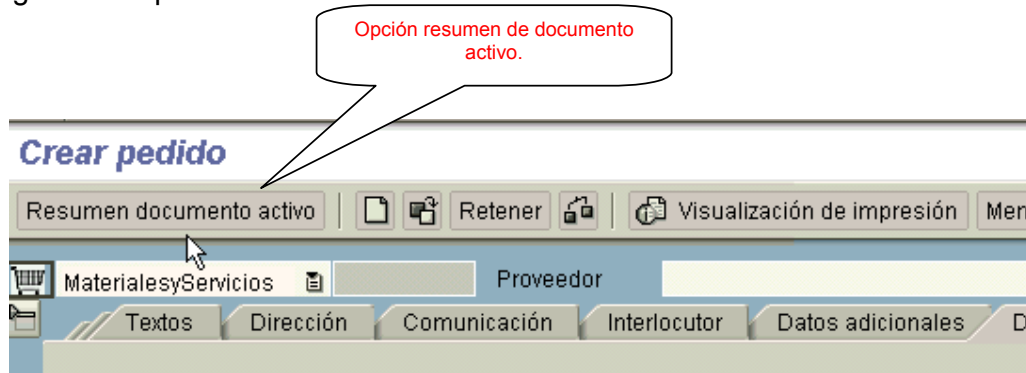 Opción resumen de documento
activo.
Crear pedido
Resumen documento activo Retener Visualización de impresión Men
MaterialesyServicios Proveedor
Textos Dirección Comunicación Interlocutor Datos adicionales D